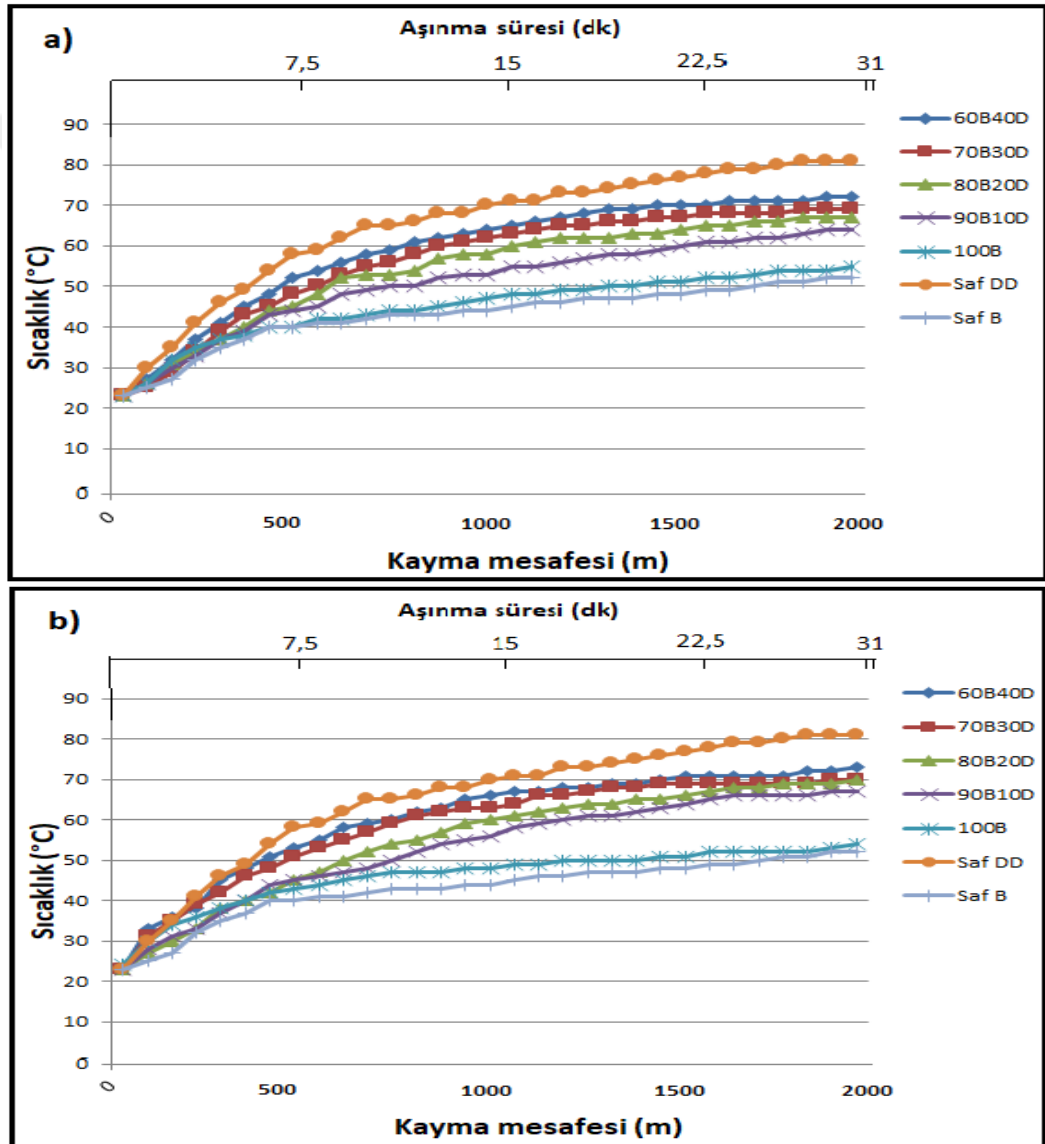 a)
Aşınma süresi (dk)
7,5 15 22,5 31
90
80
70
60
50
40
30
20
10
0
Sıcaklık (°C)
0 500 1000 1500 2000
Kayma mesafesi (m)
60B40D
70B30D
80B20D
90B10D
100B
Saf DD
Saf B
b)
Aşınma süresi (dk)
7,5 15 22,5 31
90
80
70
60
50
40
30
20
10
0
Sıcaklık (°C)
0 500 1000 1500 2000
Kayma mesafesi (m)
60B40D
70B30D
80B20D
90B10D
100B
Saf DD
Saf B